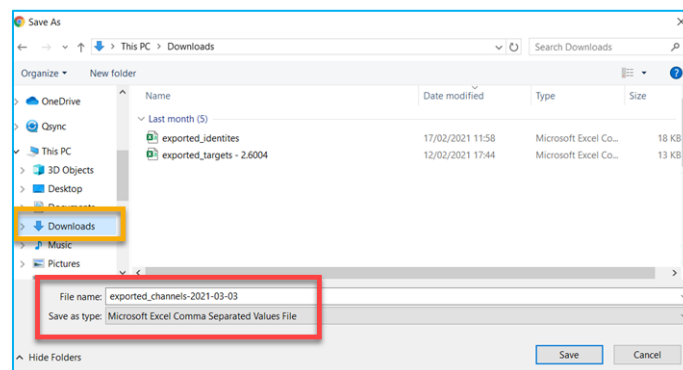 Save As
This PC > Downloads
Search Downloads
Organize
New folder
OneDrive
Qsync
This PC
3D Objects
Desktop
Documents
Downloads
Music
Pictures
Name
Date modified
Type
Size
Last month (5)
exported_identites
17/02/2021 11:58
Microsoft Excel Co...
18 KB
exported_targets - 2.6004
12/02/2021 17:44
Microsoft Excel Co...
13 KB
File name: exported_channels-2021-03-03
Save as type: Microsoft Excel Comma Separated Values File
Hide Folders
Save
Cancel